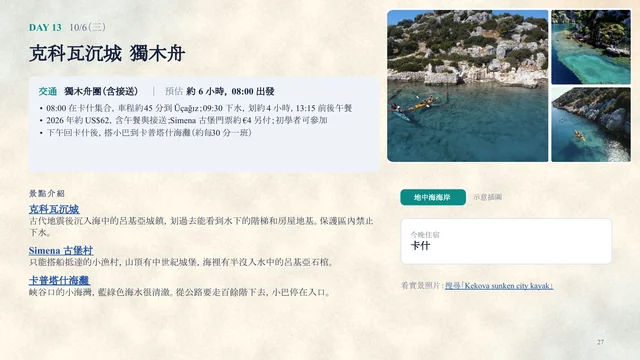 DAY 13 10/6(三)
克科瓦沉城 獨木舟
交通 獨木舟團(含接送) | 預估 約 6 小時, 08:00 出發
• 08:00 在卡什集合, 車程約45 分到 Üçağız;09:30 下水, 划約 4 小時, 13:15 前後午餐
• 2026 年約 US$62, 含午餐與接送;Simena 古堡門票約 €4 另付;初學者可參加
• 下午回卡什後, 搭小巴到卡普塔什海灘(約每30 分一班)
景點介紹
克科瓦沉城
古代地震後沉入海中的呂基亞城鎮, 划過去能看到水下的階梯和房屋地基。保護區內禁止
下水。
Simena 古堡村
只能搭船抵達的小漁村, 山頂有中世紀城堡, 海裡有半沒入水中的呂基亞石棺。
卡普塔什海灘
峽谷口的小海灣, 藍綠色海水很清澈。從公路要走百餘階下去, 小巴停在入口。
地中海海岸 示意插圖
今晚住宿
卡什
看實景照片:搜尋「Kekova sunken city kayak」
27